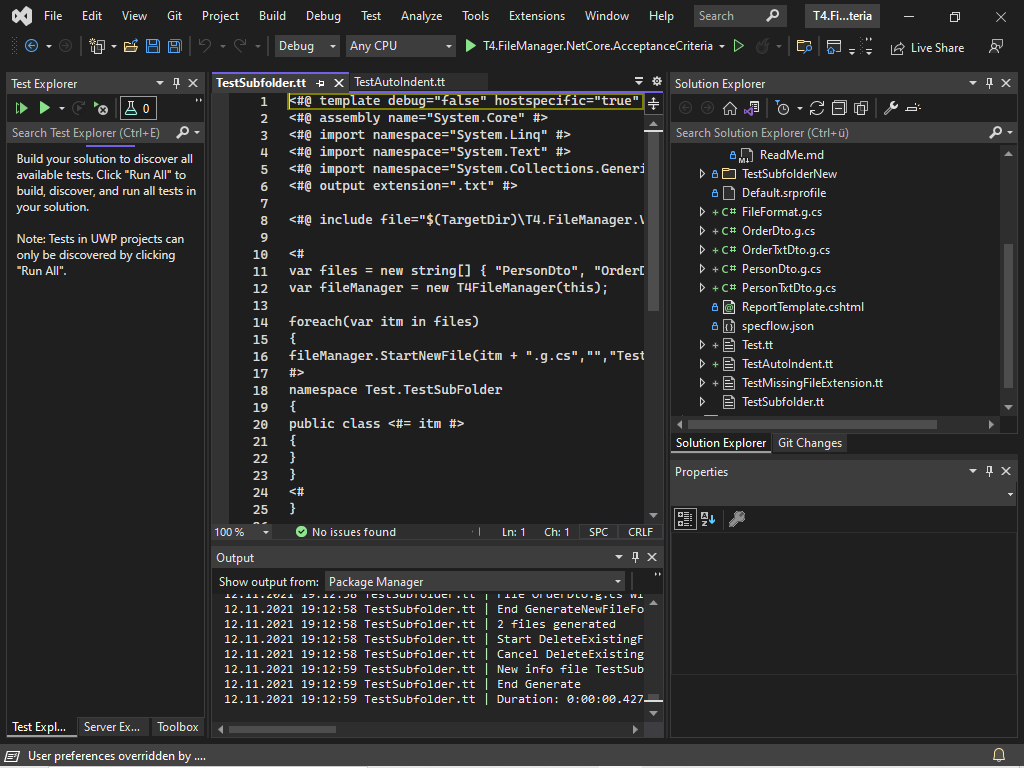 File Edit View Git Project Build Debug Test Analyze Tools Extensions Window Help Search T4.Fi...teria
Debug Any CPU T4.FileManager.NetCore.AcceptanceCriteria Live Share
Test Explorer
0
Search Test Explorer (Ctrl+E)
Build your solution to discover all
available tests. Click "Run All" to
build, discover, and run all tests in
your solution.
Note: Tests in UWP projects can
only be discovered by clicking
"Run All".
Test Expl... Server Ex... Toolbox
TestSubfolder.tt TestAutoIndent.tt
1 <#@ template debug="false" hostspecific="true"
2 <#@ assembly name="System.Core" #>
3 <#@ import namespace="System.Linq" #>
4 <#@ import namespace="System.Text" #>
5 <#@ import namespace="System.Collections.Generi
6 <#@ output extension=".txt" #>
7
8 <#@ include file="$(TargetDir)\T4.FileManager.V
9
10 <#
11 var files = new string[] { "PersonDto", "OrderD
12 var fileManager = new T4FileManager(this);
13
14 foreach(var itm in files)
15 {
16 fileManager.StartNewFile(itm + ".g.cs","","Test
17 #>
18 namespace Test.TestSubFolder
19 {
20 public class <#= itm #>
21 {
22 }
23 }
24 <#
25 }
100 % No issues found Ln: 1 Ch: 1 SPC CRLF
Output
Show output from: Package Manager
12.11.2021 19:12:58 TestSubfolder.tt | File OrderDto.g.cs wi
12.11.2021 19:12:58 TestSubfolder.tt | End GenerateNewFileFo
12.11.2021 19:12:58 TestSubfolder.tt | 2 files generated
12.11.2021 19:12:58 TestSubfolder.tt | Start DeleteExistingF
12.11.2021 19:12:58 TestSubfolder.tt | Cancel DeleteExisting
12.11.2021 19:12:59 TestSubfolder.tt | New info file TestSub
12.11.2021 19:12:59 TestSubfolder.tt | End Generate
12.11.2021 19:12:59 TestSubfolder.tt | Duration: 0:00:00.427
Solution Explorer
Search Solution Explorer (Ctrl+ü)
ReadMe.md
TestSubfolderNew
Default.srprofile
FileFormat.g.cs
OrderDto.g.cs
OrderTxtDto.g.cs
PersonDto.g.cs
PersonTxtDto.g.cs
ReportTemplate.cshtml
specflow.json
Test.tt
TestAutoIndent.tt
TestMissingFileExtension.tt
TestSubfolder.tt
Solution Explorer Git Changes
Properties
User preferences overridden by ....